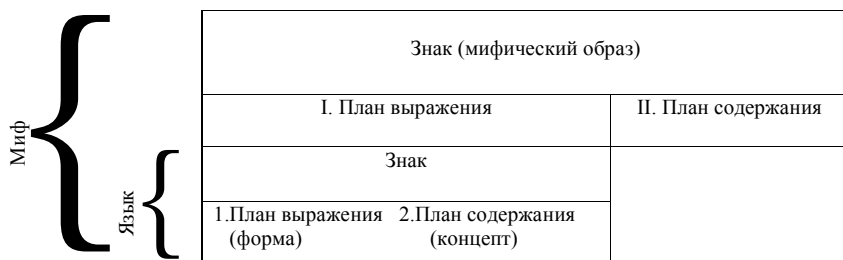 Знак (мифический образ)
I. План выражения
II. План содержания
Миф
Знак
Язык
1.План выражения 2.План содержания
(форма) (концепт)